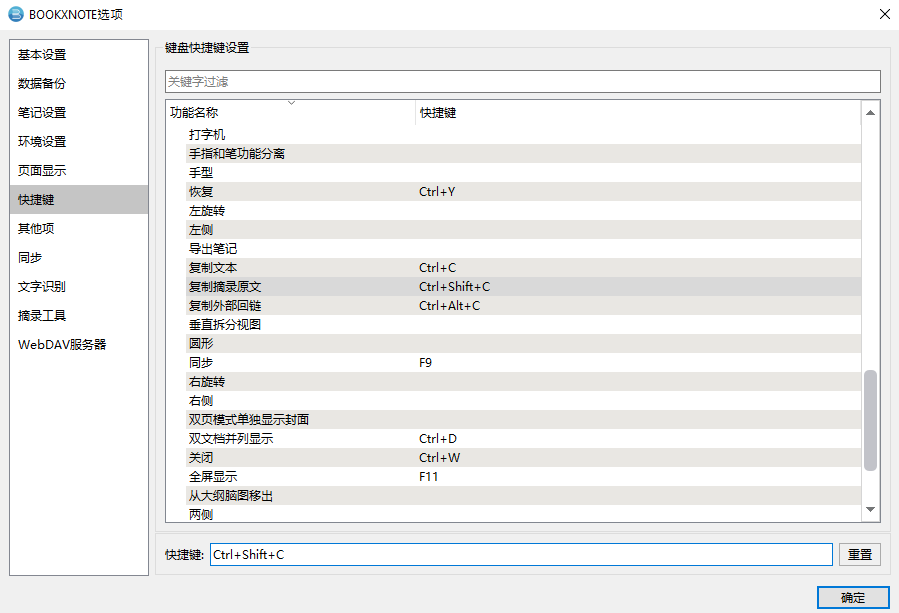 BOOKXNOTE选项
基本设置
数据备份
笔记设置
环境设置
页面显示
快捷键
其他项
同步
文字识别
摘录工具
WebDAV服务器
键盘快捷键设置
关键字过滤
功能名称 快捷键
打字机
手指和笔功能分离
手型
恢复 Ctrl+Y
左旋转
左侧
导出笔记
复制文本 Ctrl+C
复制摘录原文 Ctrl+Shift+C
复制外部回链 Ctrl+Alt+C
垂直拆分视图
圆形
同步 F9
右旋转
右侧
双页模式单独显示封面
双文档并列显示 Ctrl+D
关闭 Ctrl+W
全屏显示 F11
从大纲脑图移出
两侧
快捷键: Ctrl+Shift+C 重置
确定